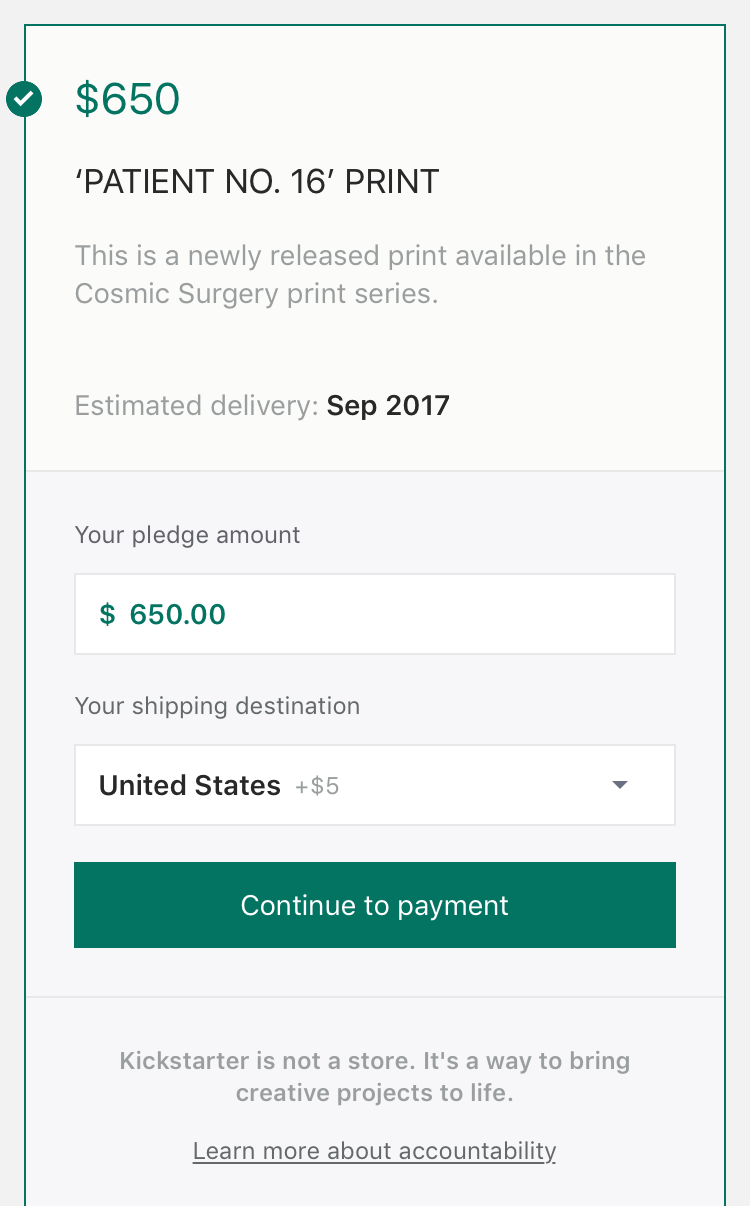 $650
‘PATIENT NO. 16’ PRINT
This is a newly released print available in the
Cosmic Surgery print series.
Estimated delivery: Sep 2017
Your pledge amount
$ 650.00
Your shipping destination
United States +$5
Continue to payment
Kickstarter is not a store. It's a way to bring
creative projects to life.
Learn more about accountability